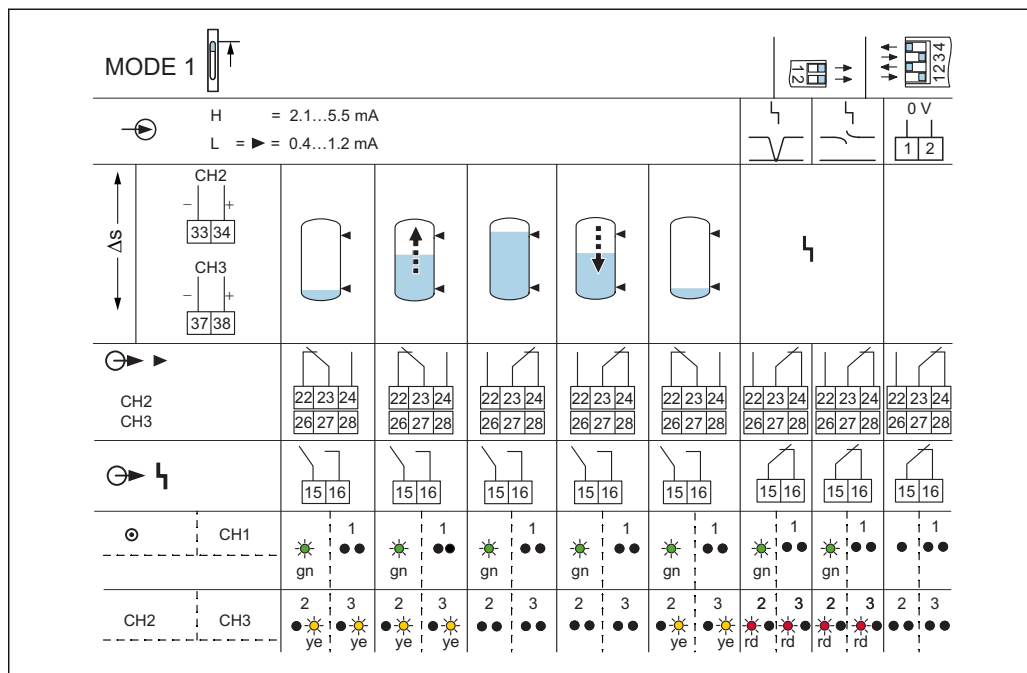 MODE 1
12
1234
H = 2.1...5.5 mA
L = ► = 0.4...1.2 mA
0 V
1 2
Δs
CH2
- +
33 34
CH3
- +
37 38
CH2
CH3
22 23 24 22 23 24 22 23 24 22 23 24 22 23 24 22 23 24 22 23 24 22 23 24
26 27 28 26 27 28 26 27 28 26 27 28 26 27 28 26 27 28 26 27 28 26 27 28
15 16 15 16 15 16 15 16 15 16 15 16 15 16 15 16
CH1 1 1 1 1 1 1 1 1
gn gn gn gn gn gn gn
CH2 CH3 2 3 2 3 2 3 2 3 2 3 2 3 2 3 2 3
ye ye ye ye ye ye rd rd rd rd